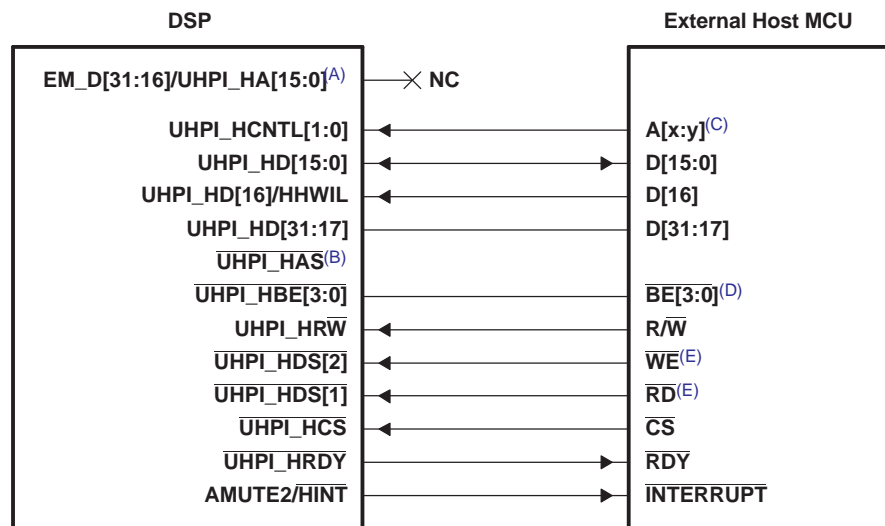 DSP External Host MCU
EM_D[31:16]/UHPI_HA[15:0](A) NC
UHPI_HCNTL[1:0] A[x:y](C)
UHPI_HD[15:0] D[15:0]
UHPI_HD[16]/HHWIL D[16]
UHPI_HD[31:17] D[31:17]
UHPI_HAS(B)
UHPI_HBE[3:0] BE[3:0](D)
UHPI_HRW R/W
UHPI_HDS[2] WE(E)
UHPI_HDS[1] RD(E)
UHPI_HCS CS
UHPI_HRDY RDY
AMUTE2/HINT INTERRUPT